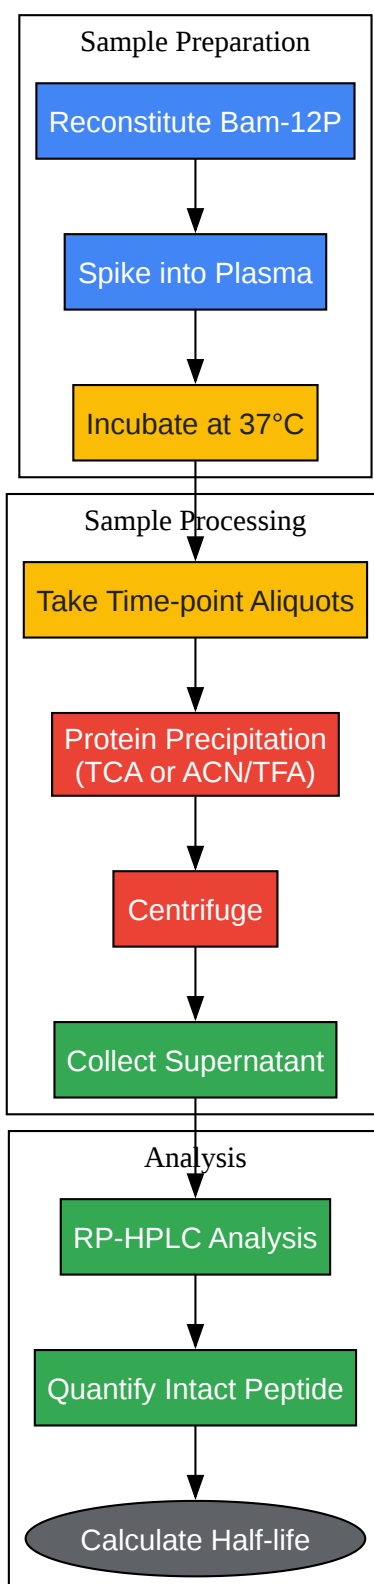 Sample Preparation
Reconstitute Bam-12P
Spike into Plasma
Incubate at 37°C
Sample Processing
Take Time-point Aliquots
Protein Precipitation
(TCA or ACN/TFA)
Centrifuge
Collect Supernatant
Analysis
RP-HPLC Analysis
Quantify Intact Peptide
Calculate Half-life